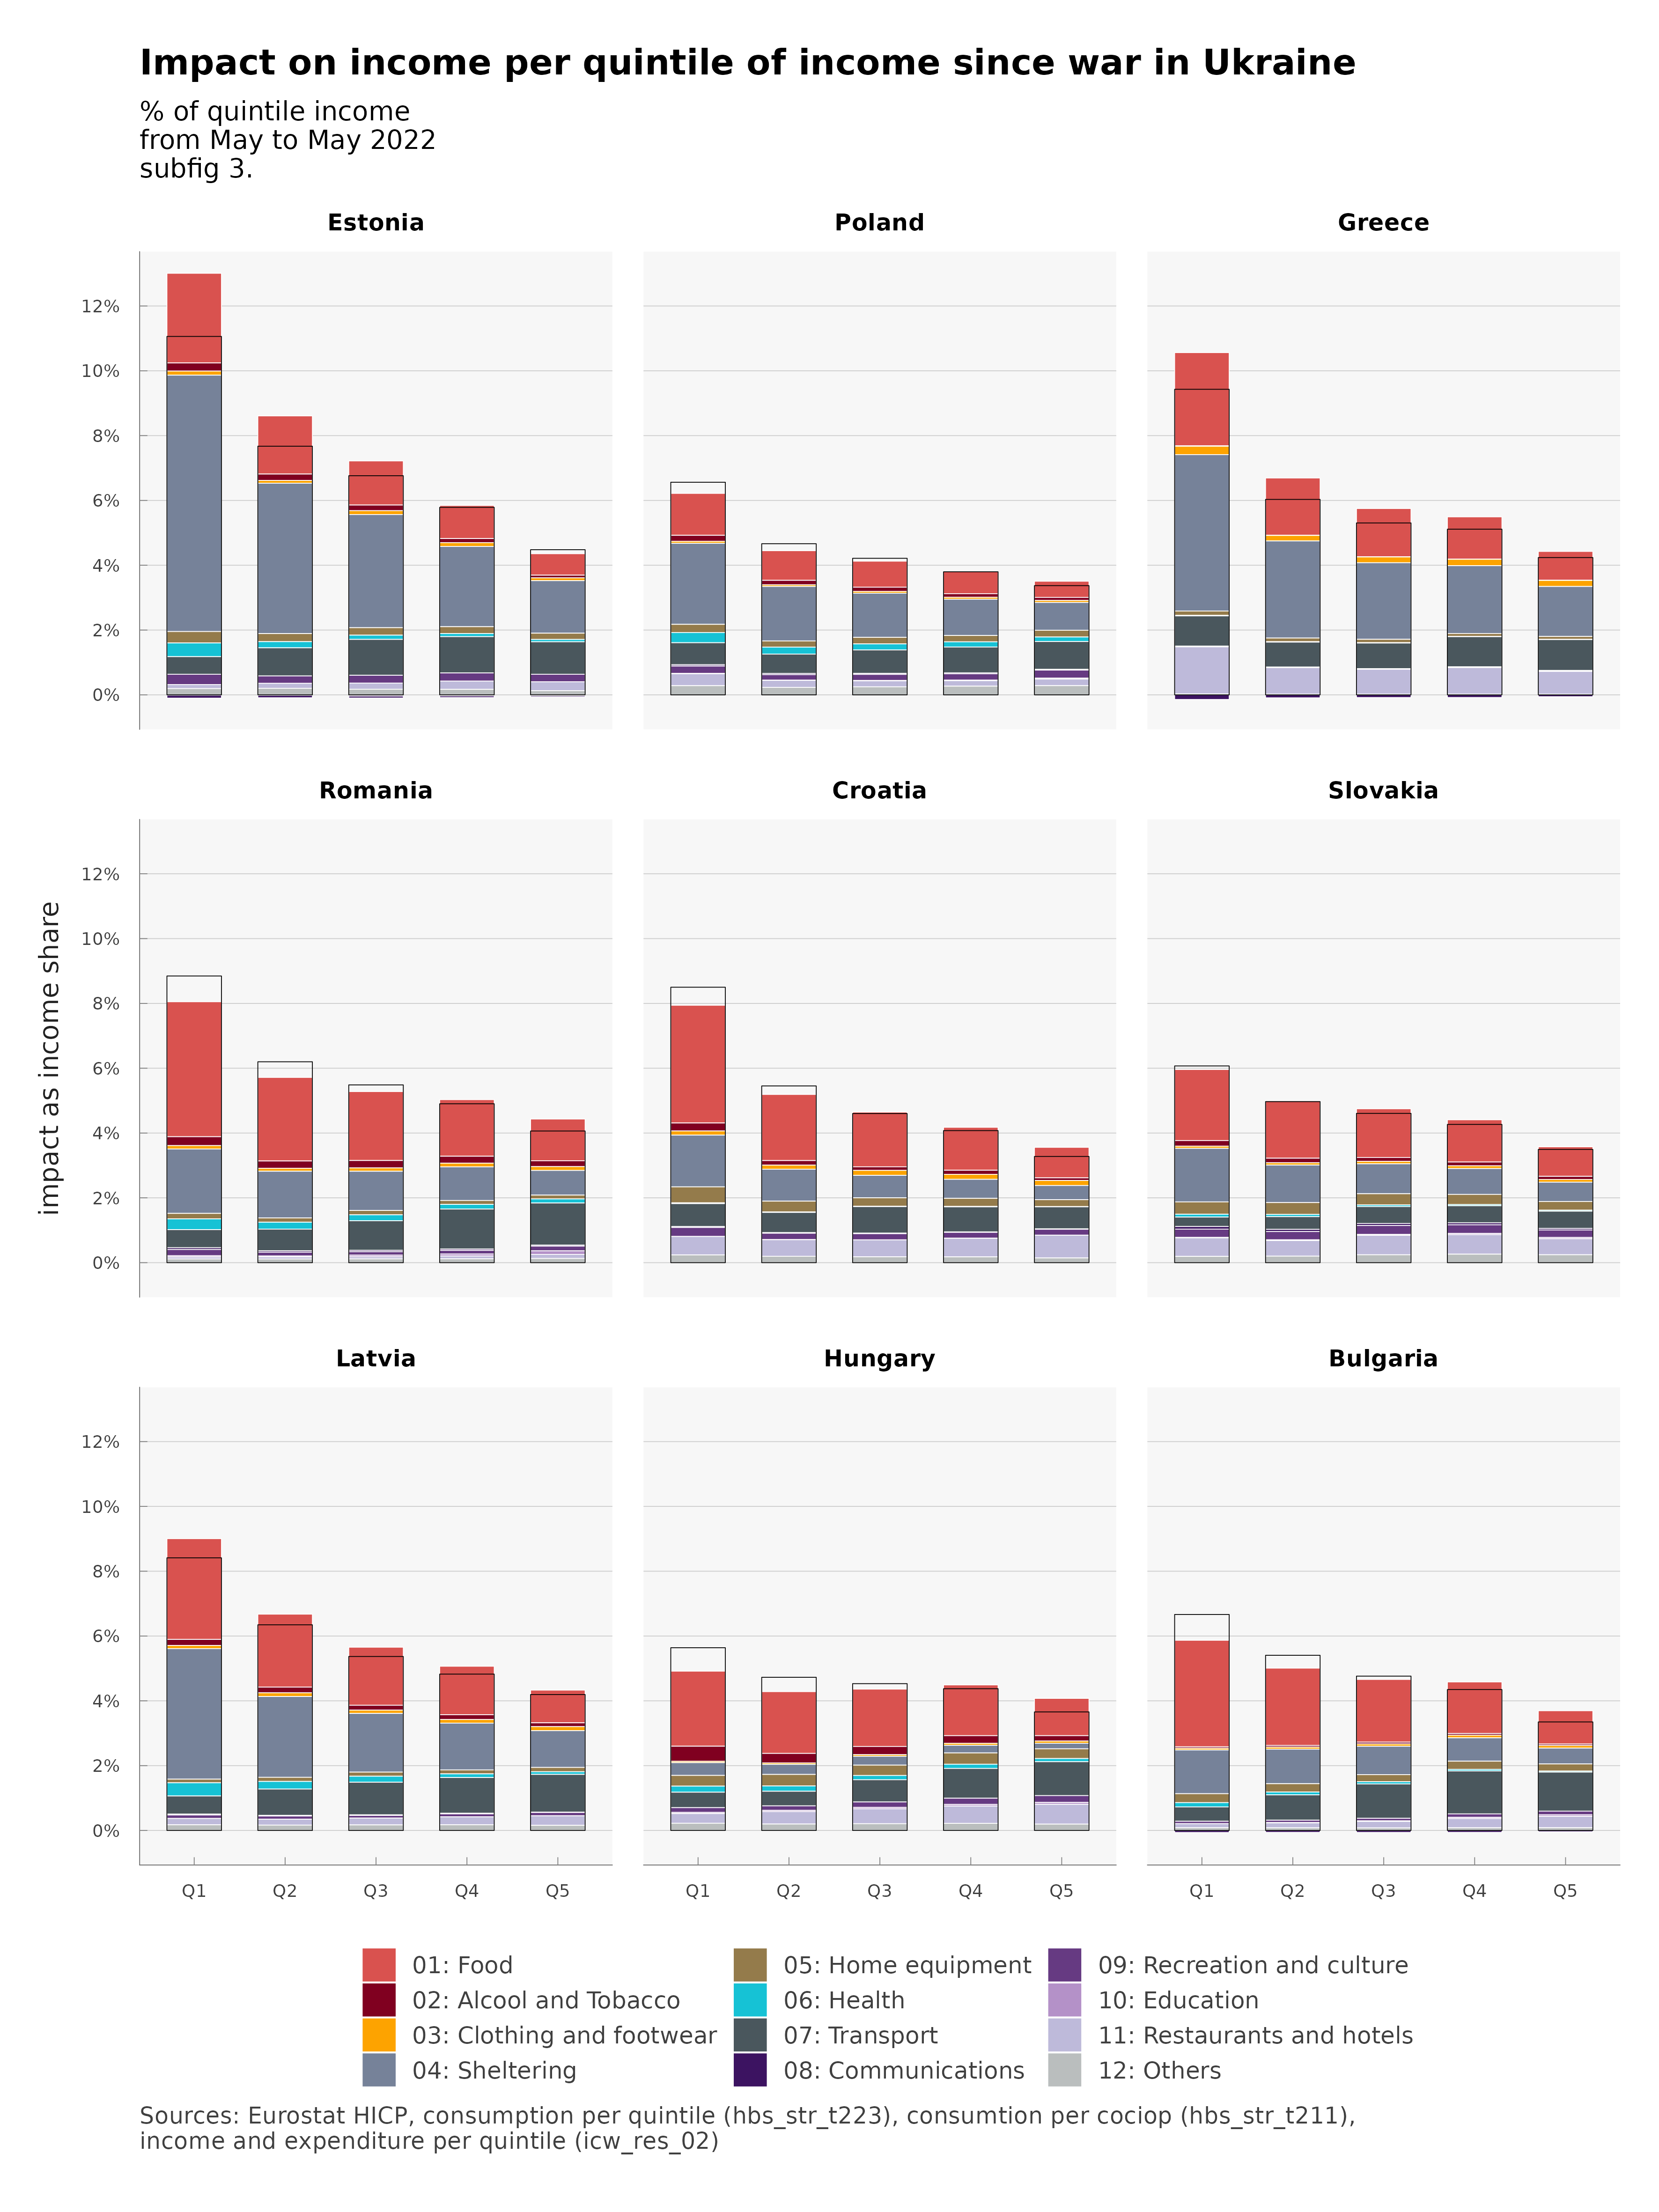 Impact on income per quintile of income since war in Ukraine
% of quintile income
from May to May 2022
subfig 3.
Estonia
Poland
Greece
12%
10%
8%
6%
4%
2%
0%
Romania
Croatia
Slovakia
12%
10%
8%
6%
4%
2%
0%
impact as income share
Latvia
Hungary
Bulgaria
12%
10%
8%
6%
4%
2%
0%
Q1 Q2 Q3 Q4 Q5
Q1 Q2 Q3 Q4 Q5
Q1 Q2 Q3 Q4 Q5
01: Food
02: Alcool and Tobacco
03: Clothing and footwear
04: Sheltering
05: Home equipment
06: Health
07: Transport
08: Communications
09: Recreation and culture
10: Education
11: Restaurants and hotels
12: Others
Sources: Eurostat HICP, consumption per quintile (hbs_str_t223), consumtion per cociop (hbs_str_t211),
income and expenditure per quintile (icw_res_02)